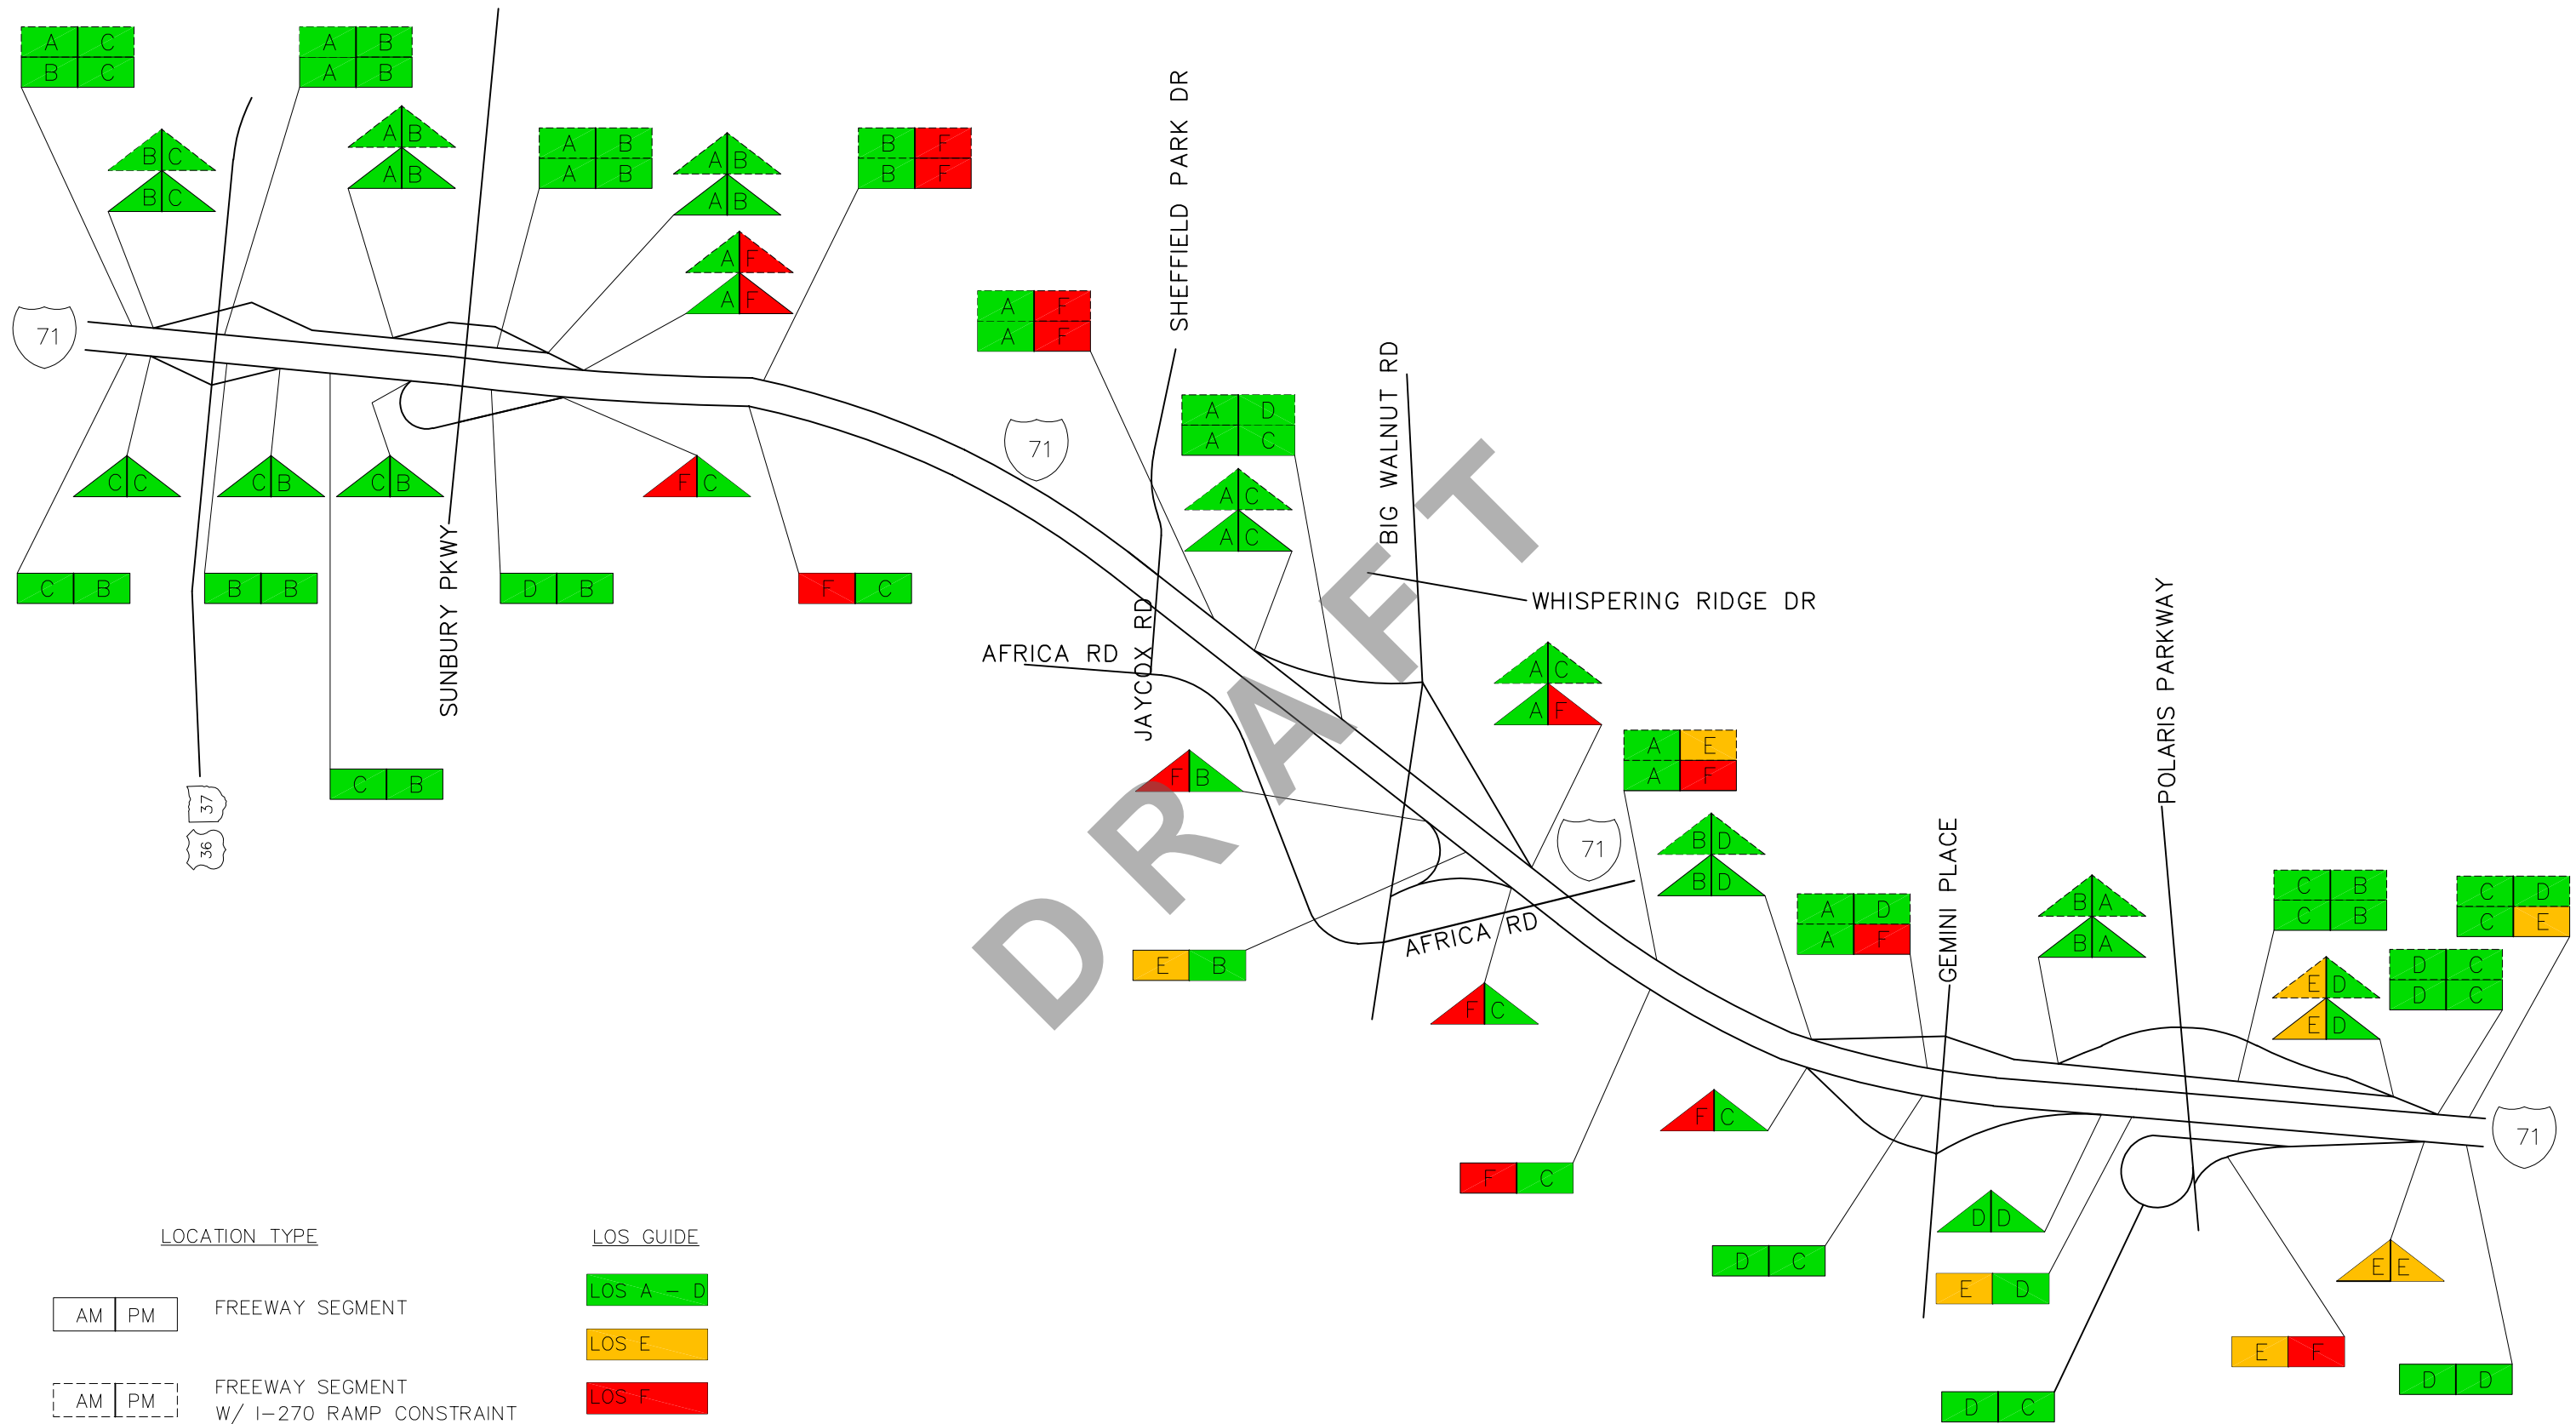 A C
B C
A B
A B
B C
B C
A B
A B
A B
A B
A B
A B
A F
A F
B F
B F
SHEFFIELD PARK DR
71
A F
A F
71
A D
A C
A C
A C
BIG WALNUT RD
C C
C B
C B
F C
C B
B B
D B
F C
SUNBURY PKWY
C B
37
36
WHISPERING RIDGE DR
AFRICA RD
JAYCOX RD
DRAFT
A C
A F
F B
A E
A F
71
B D
B D
POLARIS PARKWAY
GEMINI PLACE
A D
A F
B A
B A
C B
C B
C D
C E
D C
D C
E D
E D
AFRICA RD
E B
F C
F C
F C
71
D D
D C
E D
E E
E F
D D
D C
LOCATION TYPE
AM PM FREEWAY SEGMENT
AM PM FREEWAY SEGMENT
W/ I-270 RAMP CONSTRAINT
LOS GUIDE
LOS A - D
LOS E
LOS F